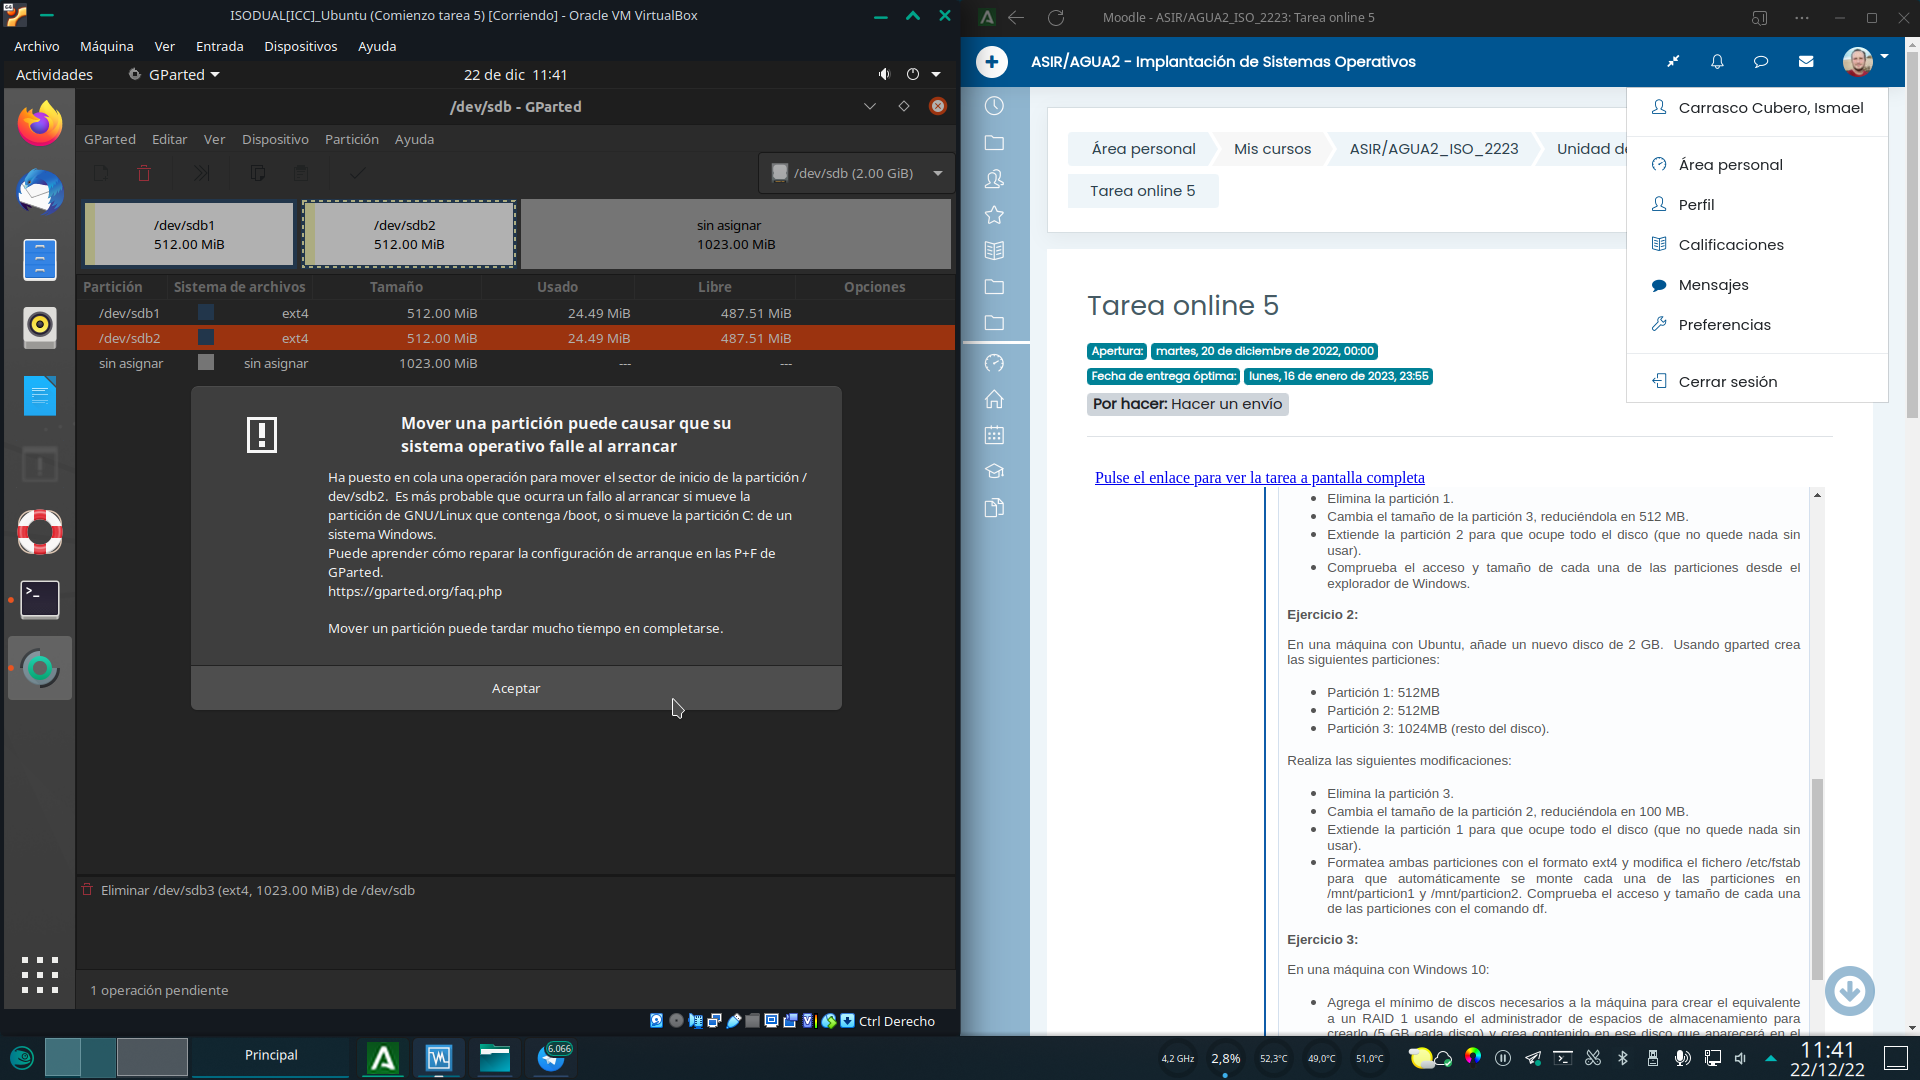 ISODUAL[ICC]_Ubuntu (Comienzo tarea 5) [Corriendo] - Oracle VM VirtualBox
Archivo Máquina Ver Entrada Dispositivos Ayuda
Actividades GParted 22 de dic 11:41
/dev/sdb - GParted
GParted Editar Ver Dispositivo Partición Ayuda
/dev/sdb (2.00 GiB)
/dev/sdb1
512.00 MiB
/dev/sdb2
512.00 MiB
sin asignar
1023.00 MiB
Partición Sistema de archivos Tamaño Usado Libre Opciones
/dev/sdb1 ext4 512.00 MiB 24.49 MiB 487.51 MiB
/dev/sdb2 ext4 512.00 MiB 24.49 MiB 487.51 MiB
sin asignar sin asignar 1023.00 MiB --- ---
Mover una partición puede causar que su
sistema operativo falle al arrancar
Ha puesto en cola una operación para mover el sector de inicio de la partición /
dev/sdb2. Es más probable que ocurra un fallo al arrancar si mueve la
partición de GNU/Linux que contenga /boot, o si mueve la partición C: de un
sistema Windows.
Puede aprender cómo reparar la configuración de arranque en las P+F de
GParted.
https://gparted.org/faq.php
Mover un partición puede tardar mucho tiempo en completarse.
Aceptar
Eliminar /dev/sdb3 (ext4, 1023.00 MiB) de /dev/sdb
1 operación pendiente
Ctrl Derecho
Moodle - ASIR/AGUA2_ISO_2223: Tarea online 5
ASIR/AGUA2 - Implantación de Sistemas Operativos
Área personal Mis cursos ASIR/AGUA2_ISO_2223 Unidad de
Tarea online 5
Carrasco Cubero, Ismael
Área personal
Perfil
Calificaciones
Mensajes
Preferencias
Cerrar sesión
Tarea online 5
Apertura: martes, 20 de diciembre de 2022, 00:00
Fecha de entrega óptima: lunes, 16 de enero de 2023, 23:55
Por hacer: Hacer un envío
Pulse el enlace para ver la tarea a pantalla completa
Elimina la partición 1.
Cambia el tamaño de la partición 3, reduciéndola en 512 MB.
Extiende la partición 2 para que ocupe todo el disco (que no quede nada sin
usar).
Comprueba el acceso y tamaño de cada una de las particiones desde el
explorador de Windows.
Ejercicio 2:
En una máquina con Ubuntu, añade un nuevo disco de 2 GB. Usando gparted crea
las siguientes particiones:
Partición 1: 512MB
Partición 2: 512MB
Partición 3: 1024MB (resto del disco).
Realiza las siguientes modificaciones:
Elimina la partición 3.
Cambia el tamaño de la partición 2, reduciéndola en 100 MB.
Extiende la partición 1 para que ocupe todo el disco (que no quede nada sin
usar).
Formatea ambas particiones con el formato ext4 y modifica el fichero /etc/fstab
para que automáticamente se monte cada una de las particiones en
/mnt/particion1 y /mnt/particion2. Comprueba el acceso y tamaño de cada una
de las particiones con el comando df.
Ejercicio 3:
En una máquina con Windows 10:
Agrega el mínimo de discos necesarios a la máquina para crear el equivalente
a un RAID 1 usando el administrador de espacios de almacenamiento para
crearlo (5 GB cada disco) y crea contenido en ese disco que aparecerá en el
Principal
6.066
4,2 GHz 2,8% 52,3°C 49,0°C 51,0°C
11:41
22/12/22